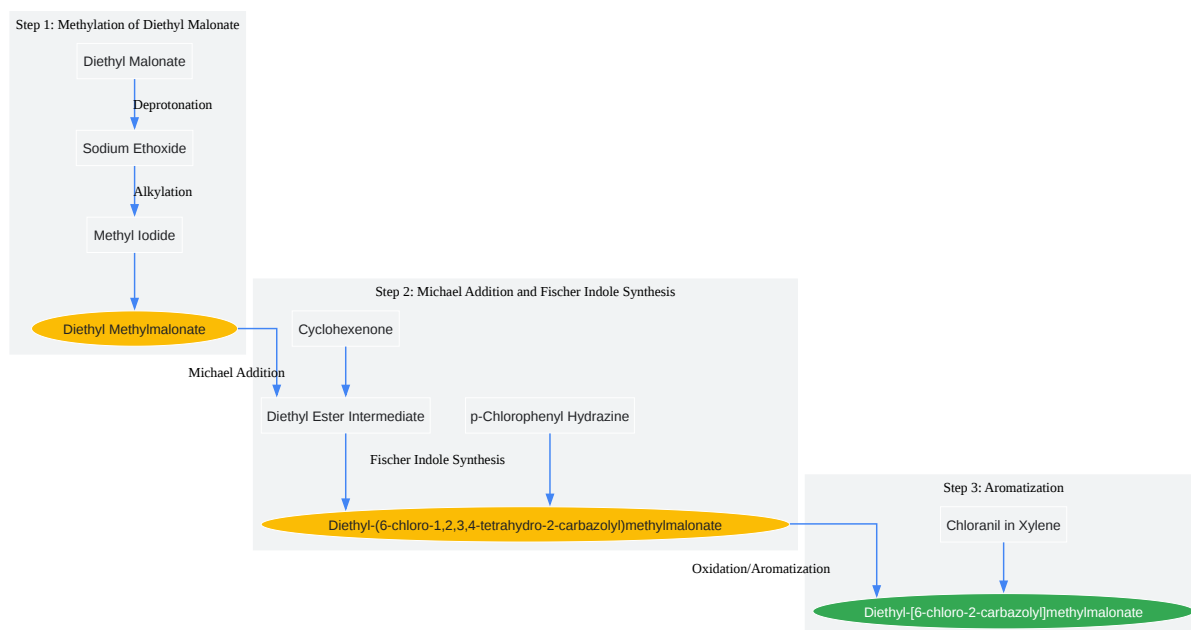 Step 1: Methylation of Diethyl Malonate
Diethyl Malonate
Deprotonation
Sodium Ethoxide
Alkylation
Methyl Iodide
Diethyl Methylmalonate
Step 2: Michael Addition and Fischer Indole Synthesis
Cyclohexenone
Michael Addition
Diethyl Ester Intermediate
p-Chlorophenyl Hydrazine
Fischer Indole Synthesis
Diethyl-(6-chloro-1,2,3,4-tetrahydro-2-carbazolyl)methylmalonate
Step 3: Aromatization
Chloranil in Xylene
Oxidation/Aromatization
Diethyl-[6-chloro-2-carbazolyl]methylmalonate